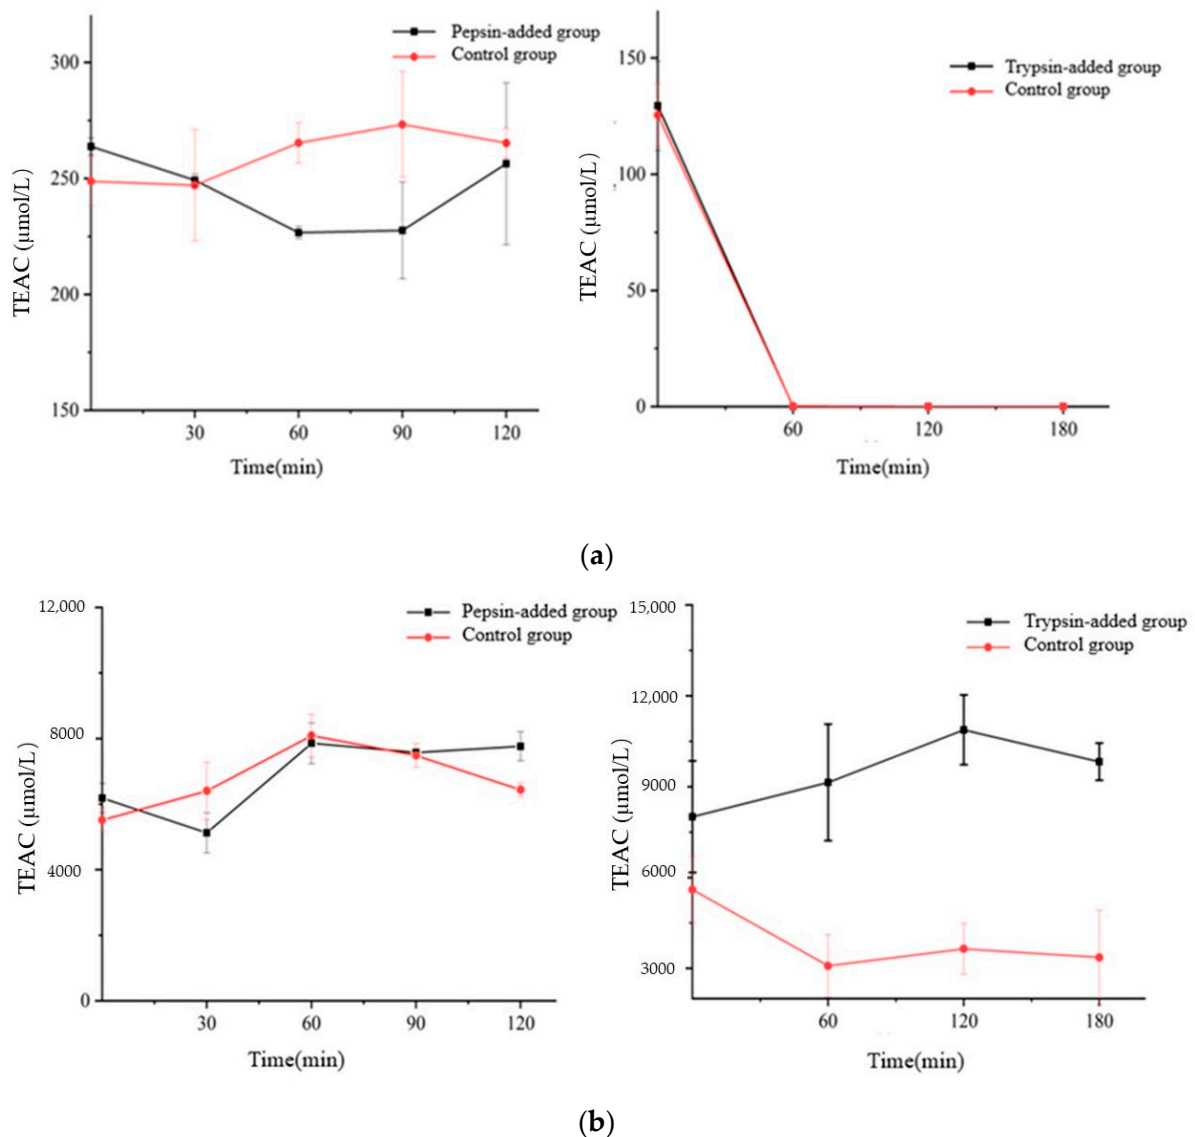 Pepsin-added group
Control group
300
250
200
150
TEAC (μmol/L)
30
60
90
120
Time(min)
Trypsin-added group
Control group
150
100
50
0
TEAC (μmol/L)
60
120
180
Time(min)
(a)
Pepsin-added group
Control group
12,000
8000
4000
0
TEAC (μmol/L)
30
60
90
120
Time(min)
Trypsin-added group
Control group
15,000
12,000
9000
6000
3000
TEAC (μmol/L)
60
120
180
Time(min)
(b)